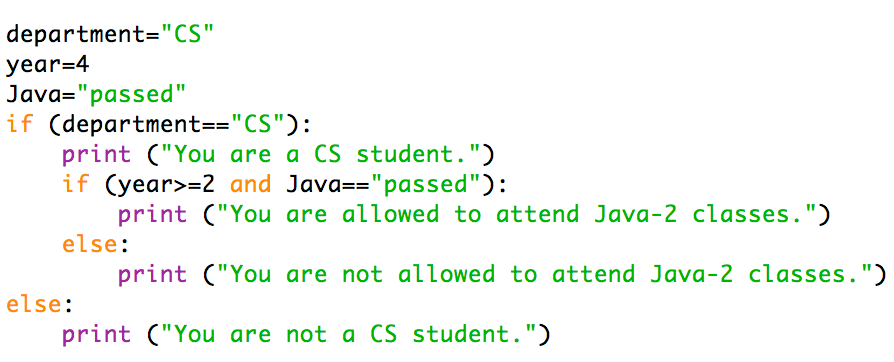 department="CS"
year=4
Java="passed"
if (department=="CS"):
    print ("You are a CS student.")
    if (year>=2 and Java=="passed"):
        print ("You are allowed to attend Java-2 classes.")
    else:
        print ("You are not allowed to attend Java-2 classes.")
else:
    print ("You are not a CS student.")